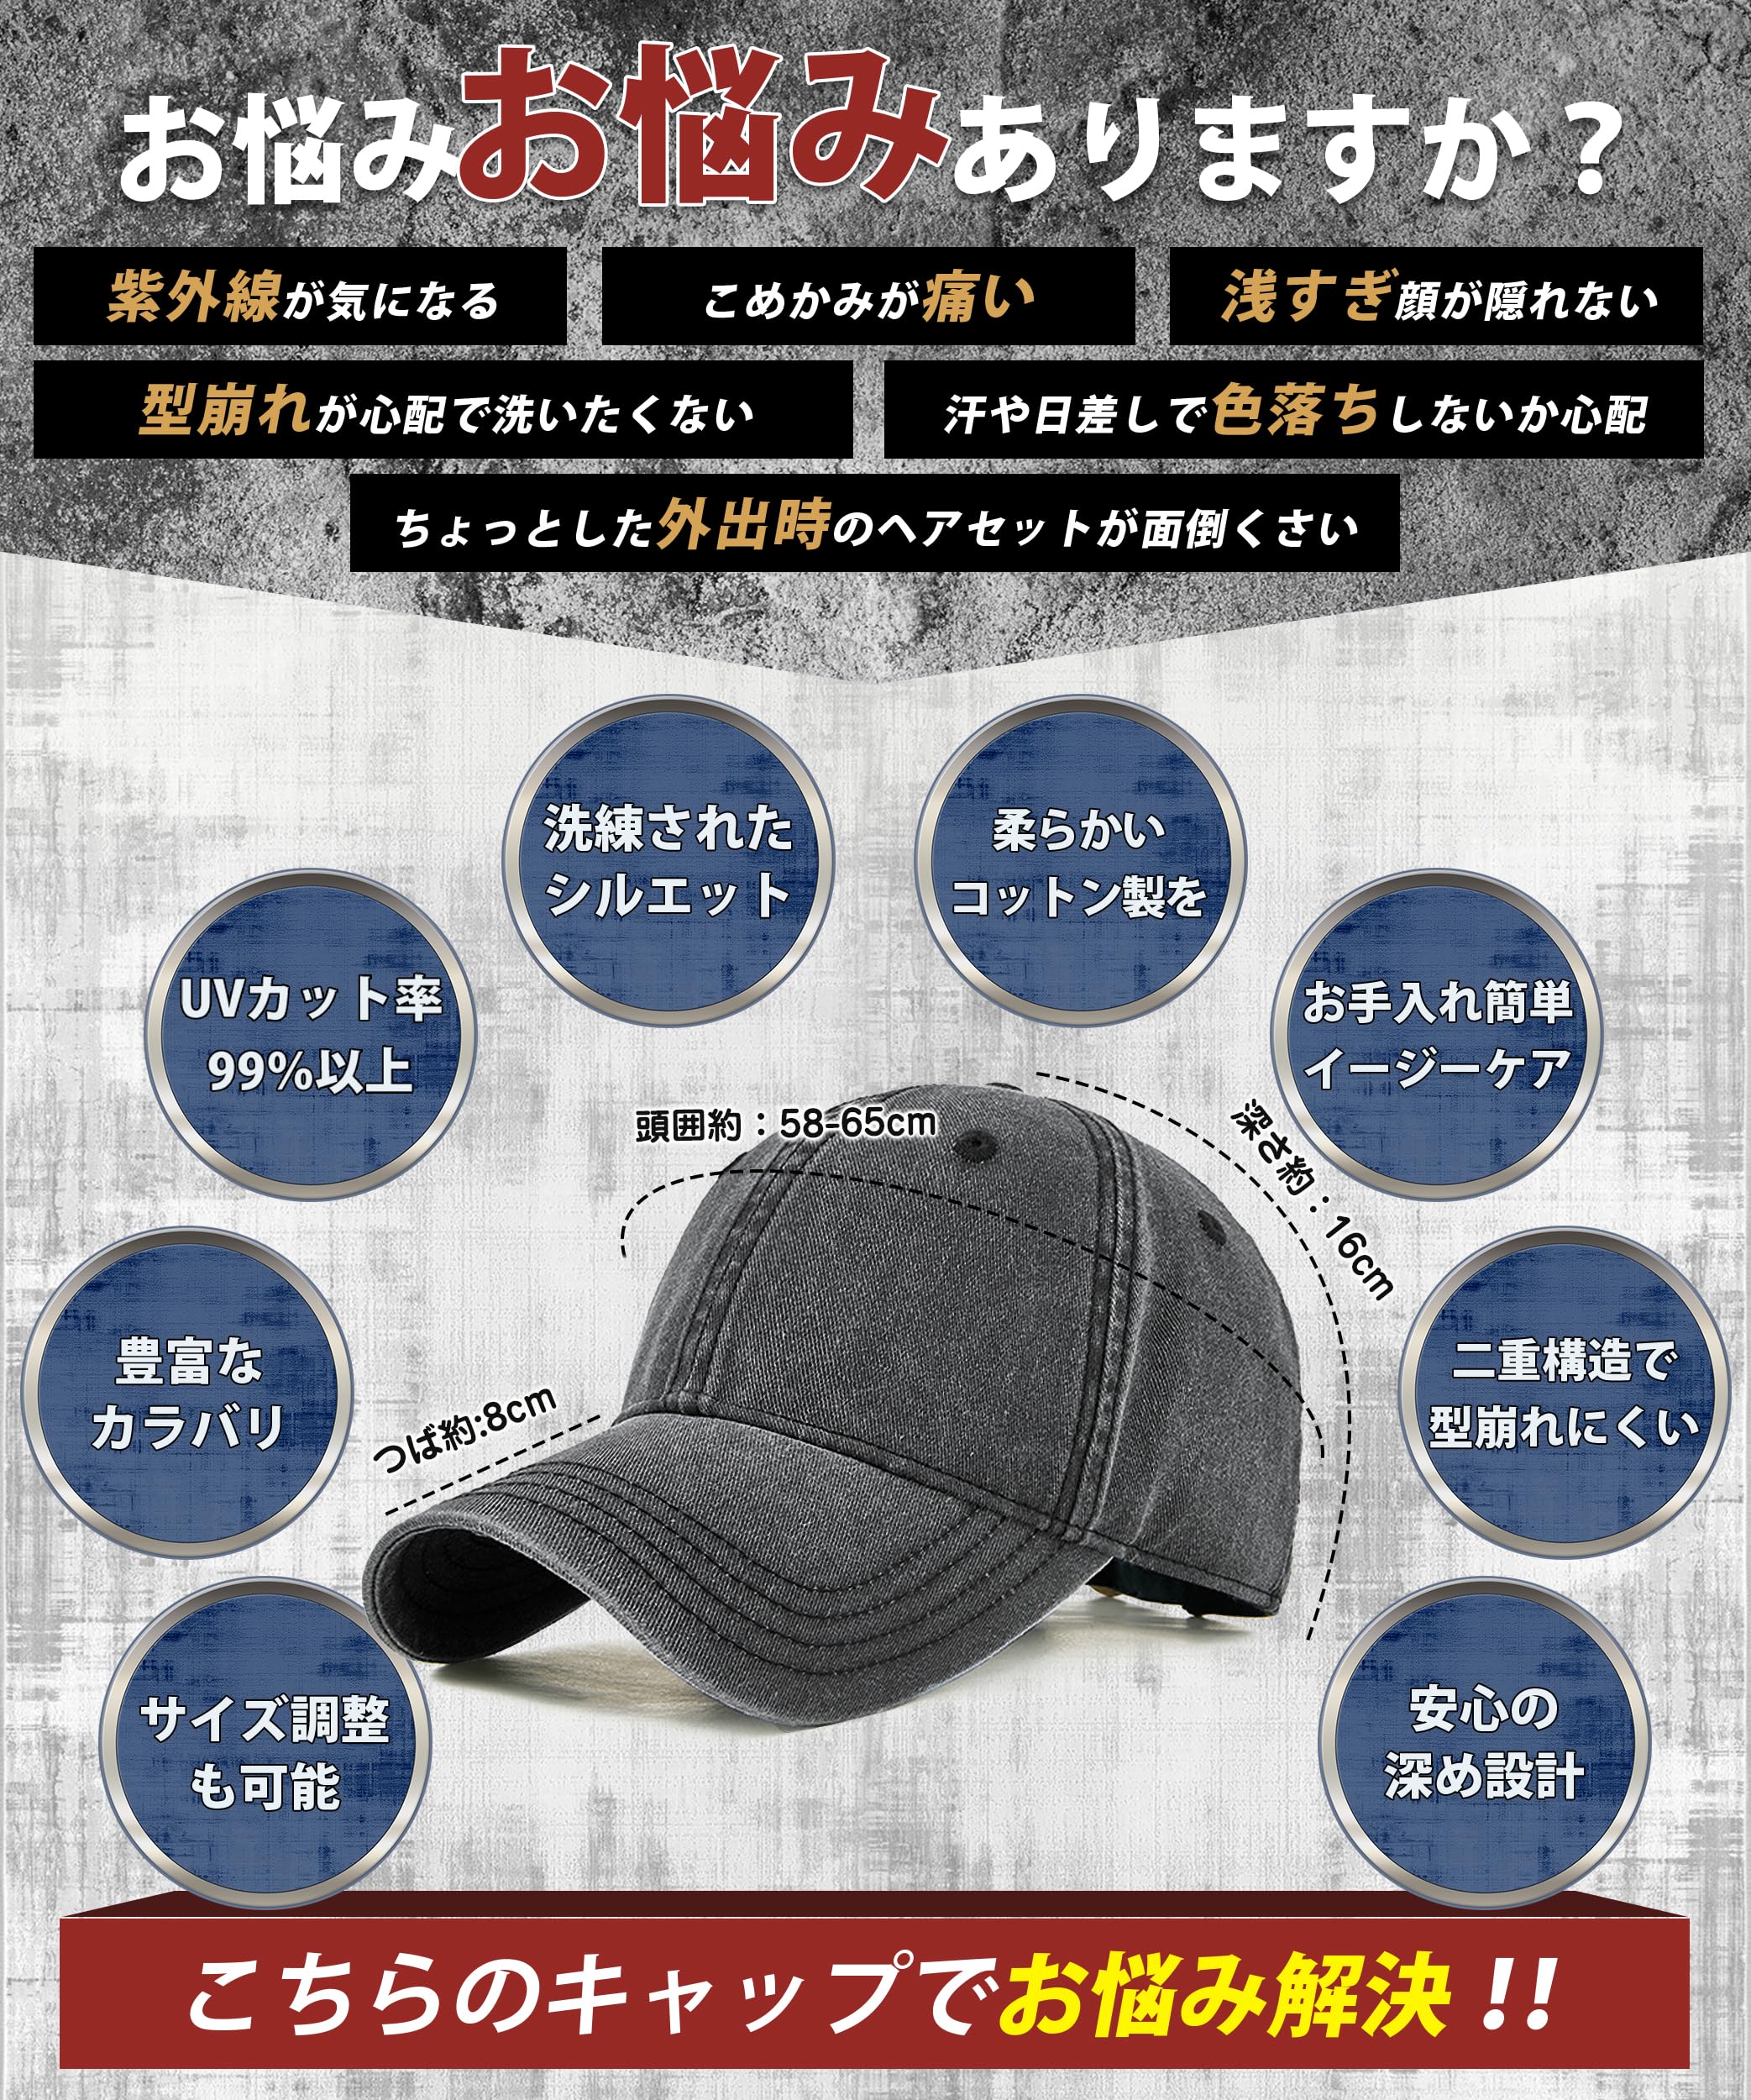 お悩みお悩みありますか？
紫外線が気になる
こめかみが痛い
浅すぎ顔が隠れない
型崩れが心配で洗いたくない
汗や日差しで色落ちしないか心配
ちょっとした外出時のヘアセットが面倒くさい
洗練された
シルエット
柔らかい
コットン製を
UVカット率
99%以上
お手入れ簡単
イージーケア
頭囲約：58-65cm
深さ約：16cm
豊富な
カラバリ
つば約:8cm
二重構造で
型崩れにくい
サイズ調整
も可能
安心の
深め設計
こちらのキャップでお悩み解決！！